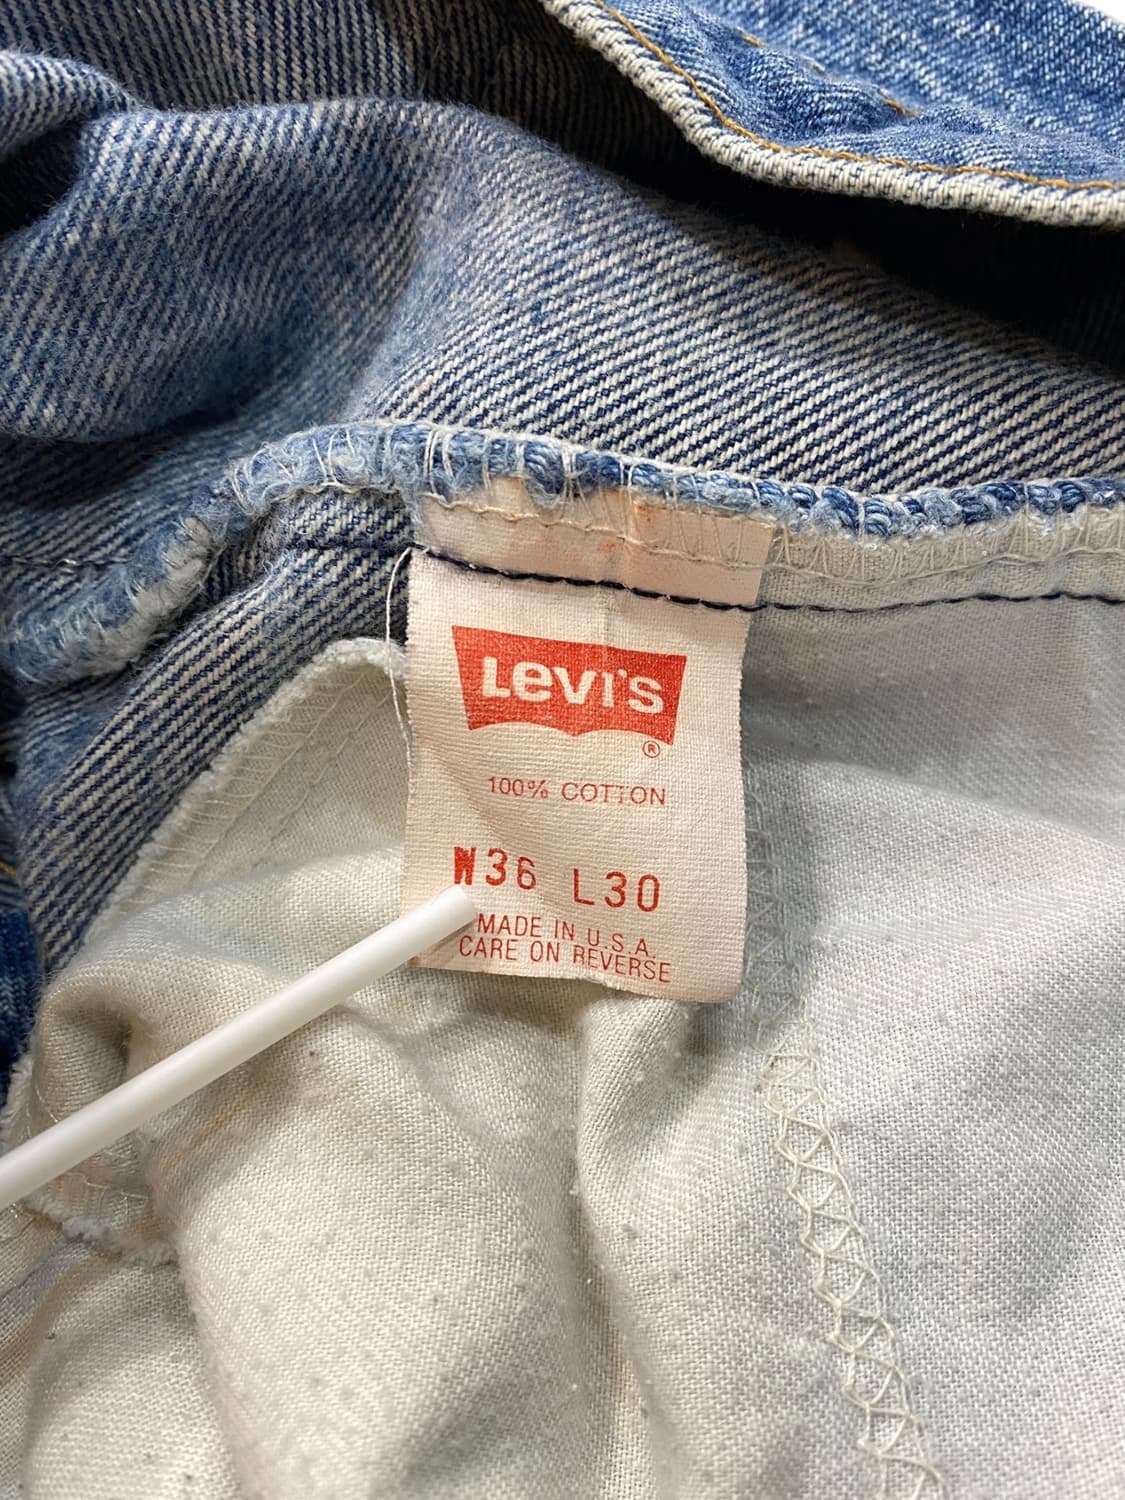 Levi's
®
100% COTTON
W36 L30
MADE IN U.S.A.
CARE ON REVERSE